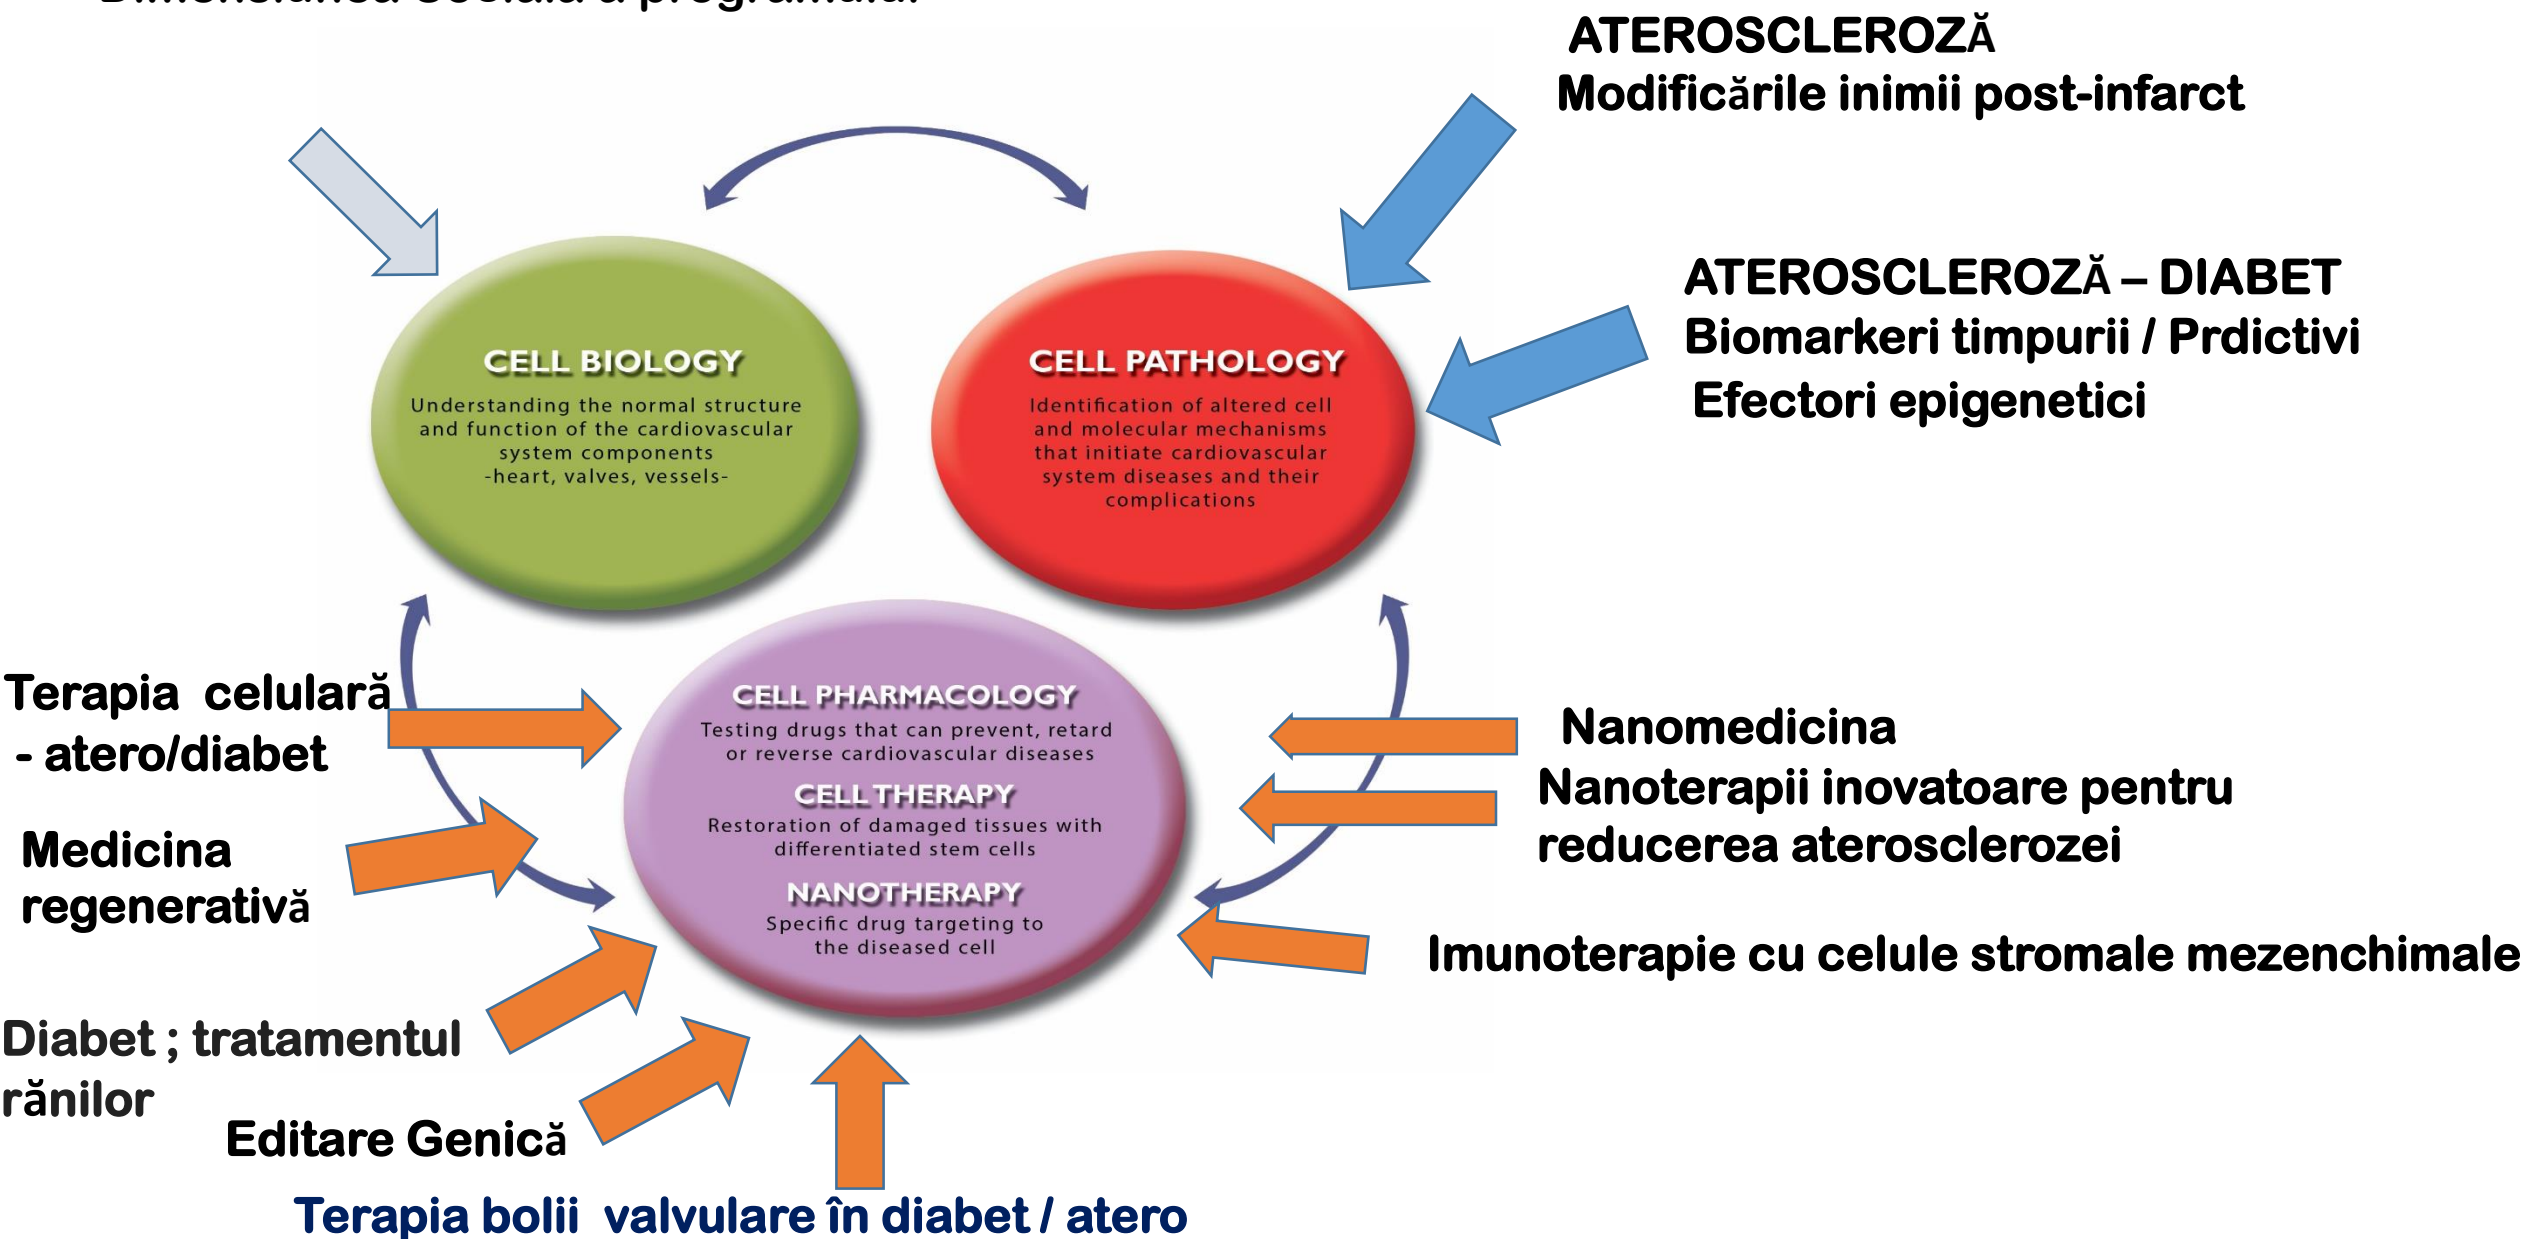 ATEROSCLEROZĂ
Modificările inimii post-infarct
ATEROSCLEROZĂ – DIABET
Biomarkeri timpurii / Prdictivi
Efectori epigenetici
CELL BIOLOGY
Understanding the normal structure
and function of the cardiovascular
system components
-heart, valves, vessels-
CELL PATHOLOGY
Identification of altered cell
and molecular mechanisms
that initiate cardiovascular
system diseases and their
complications
Terapia celulară
- atero/diabet
Medicina
regenerativă
CELL PHARMACOLOGY
Testing drugs that can prevent, retard
or reverse cardiovascular diseases
CELL THERAPY
Restoration of damaged tissues with
differentiated stem cells
NANOTHERAPY
Specific drug targeting to
the diseased cell
Nanomedicina
Nanoterapii inovatoare pentru
reducerea aterosclerozei
Imunoterapie cu celule stromale mezenchimale
Diabet ; tratamentul
rănilor
Editare Genică
Terapia bolii valvulare în diabet / atero